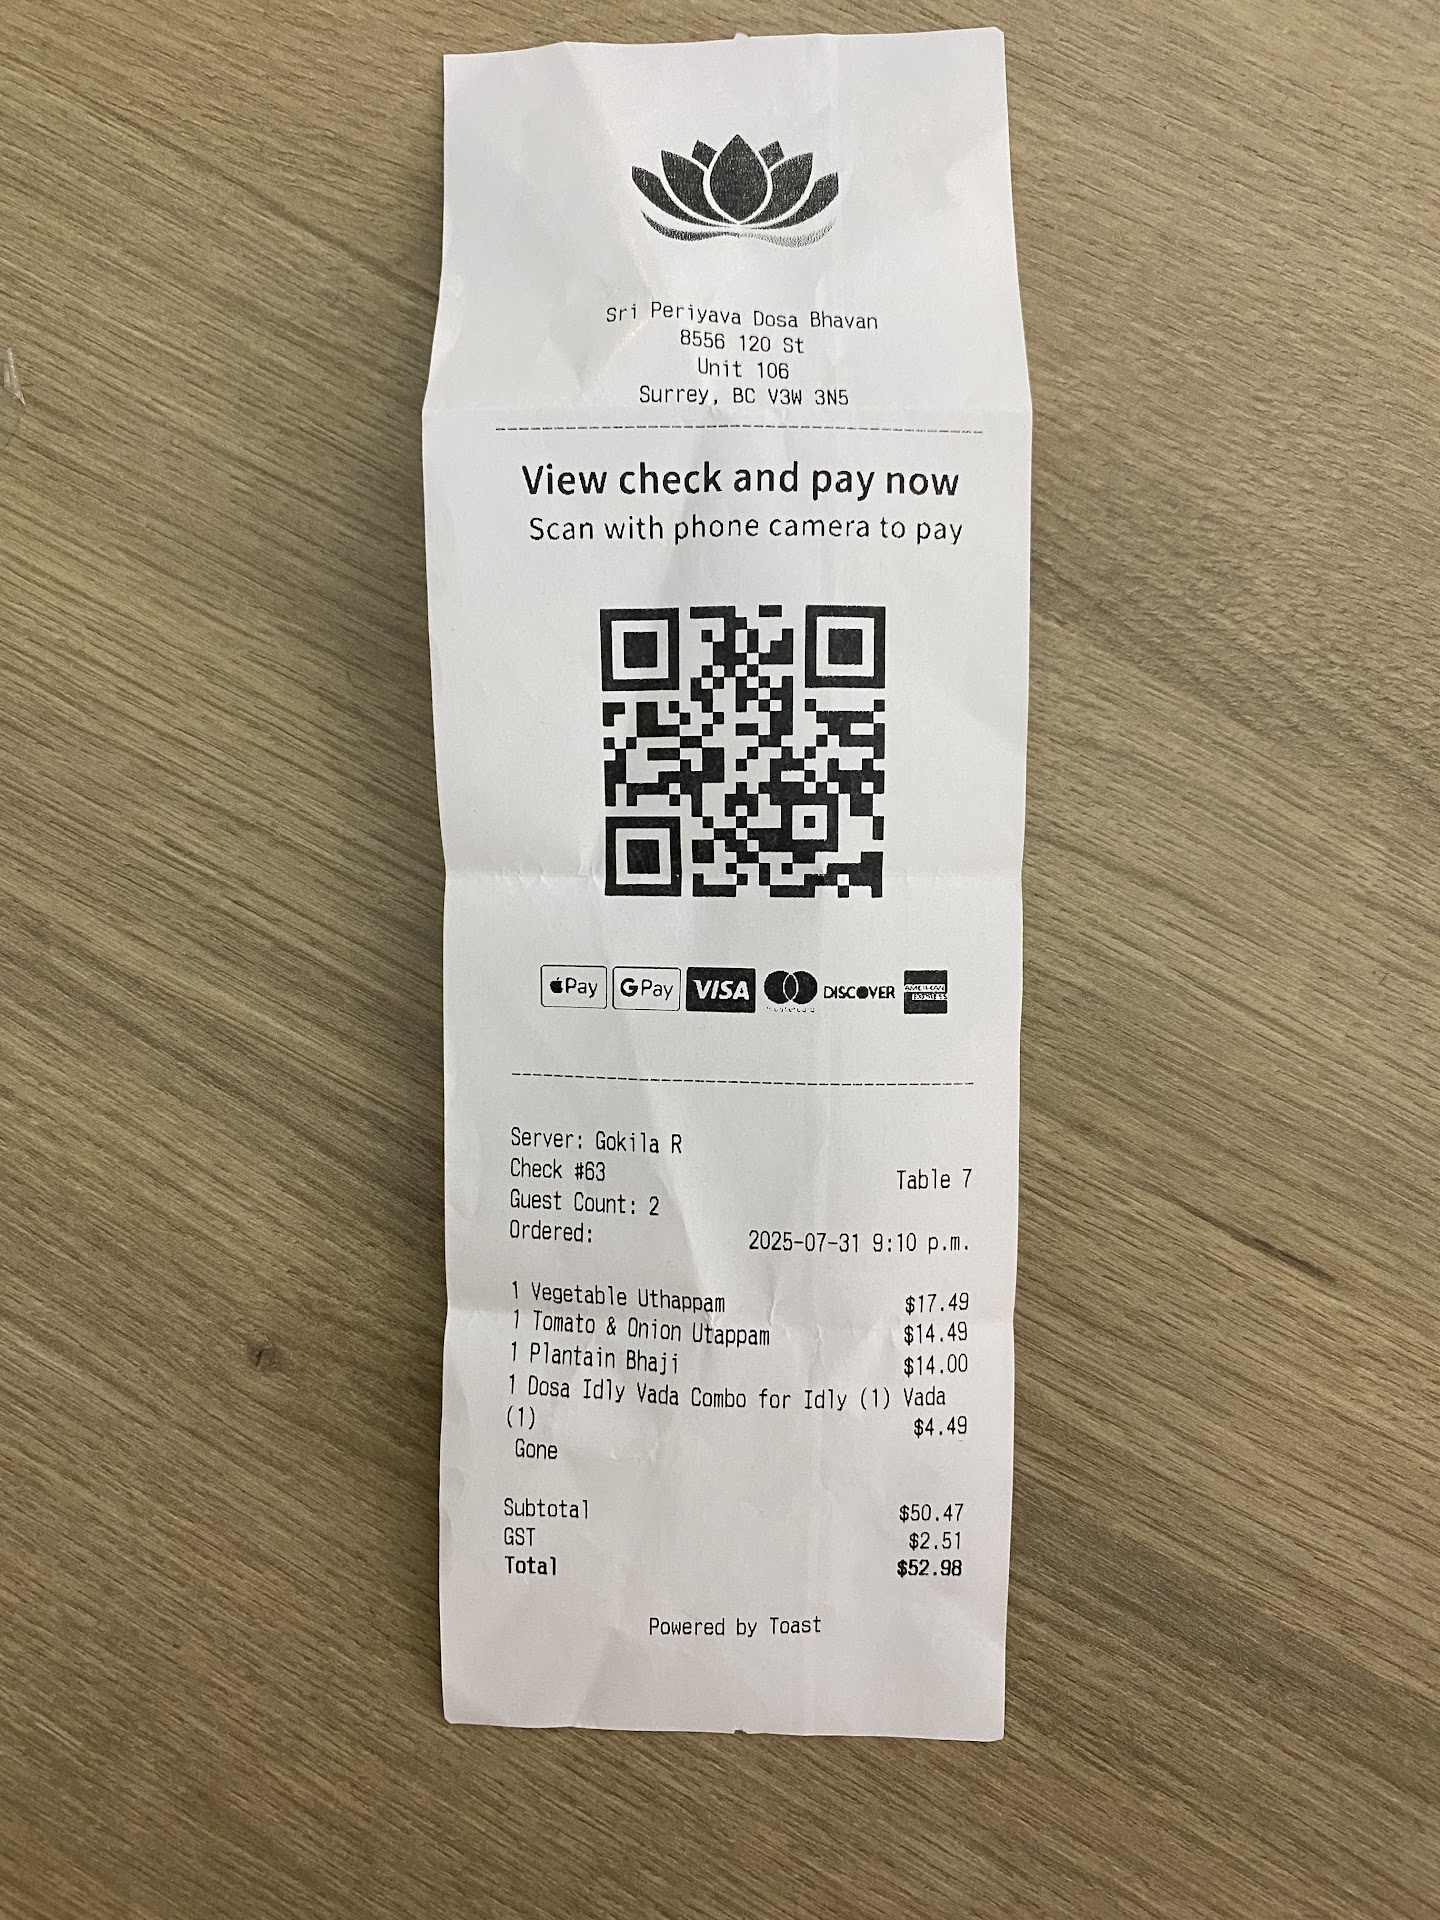 Sri Periyava Dosa Bhavan
8556 120 St
Unit 106
Surrey, BC V3W 3N5
View check and pay now
Scan with phone camera to pay
Pay GPay VISA mastercard DISCOVER AMERICAN EXPRESS
Server: Gokila R
Check #63 Table 7
Guest Count: 2
Ordered: 2025-07-31 9:10 p.m.
1 Vegetable Uthappam $17.49
1 Tomato & Onion Utappam $14.49
1 Plantain Bhaji $14.00
1 Dosa Idly Vada Combo for Idly (1) Vada
(1) $4.49
Gone
Subtotal $50.47
GST $2.51
Total $52.98
Powered by Toast